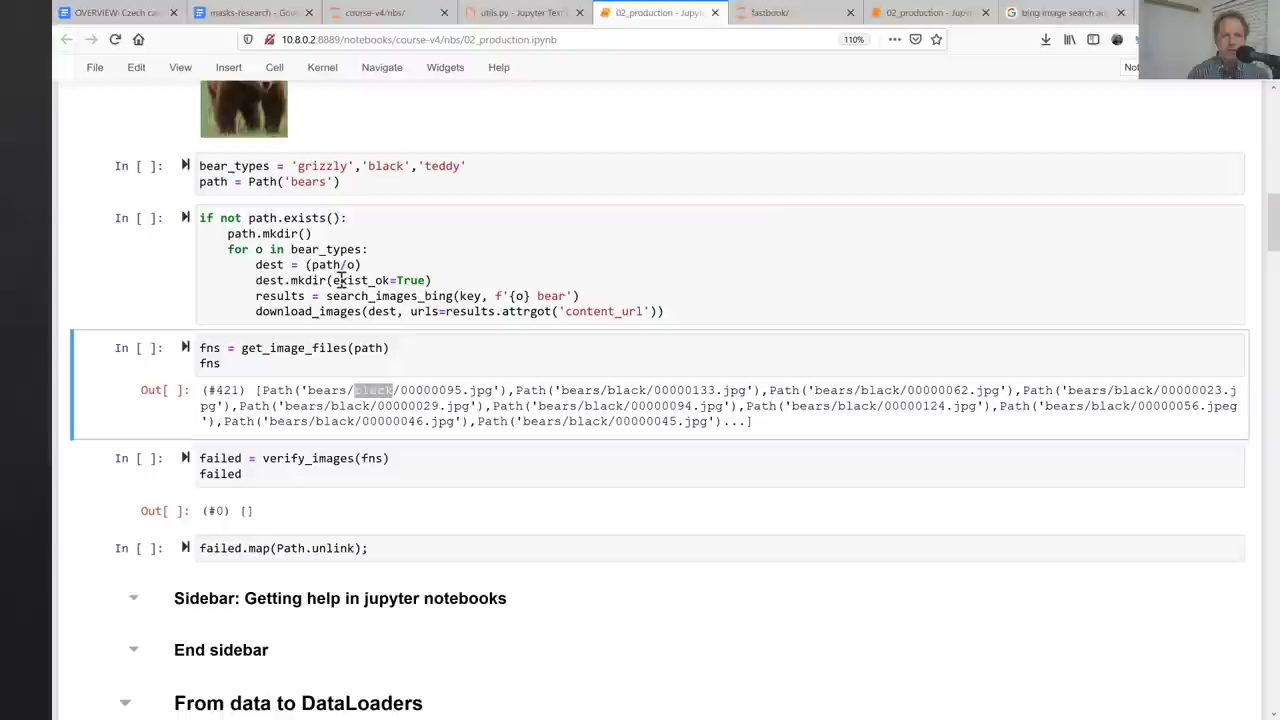 OVERVIEW: Czech ca
masks-research - Goo
course-v4/nbs/
utils.py - Jupyter Text
02_production - Jupyt
fastbook/
02_production - Jupyt
bing image search ap
10.8.0.2:8889/notebooks/course-v4/nbs/02_production.ipynb
110%
File Edit View Insert Cell Kernel Navigate Widgets Help
Not
In [ ]:
bear_types = 'grizzly','black','teddy'
path = Path('bears')
In [ ]:
if not path.exists():
path.mkdir()
for o in bear_types:
dest = (path/o)
dest.mkdir(exist_ok=True)
results = search_images_bing(key, f'{o} bear')
download_images(dest, urls=results.attrgot('content_url'))
In [ ]:
fns = get_image_files(path)
fns
Out[ ]:
(#421) [Path('bears/black/00000095.jpg'),Path('bears/black/00000133.jpg'),Path('bears/black/00000062.jpg'),Path('bears/black/00000023.j
pg'),Path('bears/black/00000029.jpg'),Path('bears/black/00000094.jpg'),Path('bears/black/00000124.jpg'),Path('bears/black/00000056.jpeg
'),Path('bears/black/00000046.jpg'),Path('bears/black/00000045.jpg')...]
In [ ]:
failed = verify_images(fns)
failed
Out[ ]:
(#0) []
In [ ]:
failed.map(Path.unlink);
Sidebar: Getting help in jupyter notebooks
End sidebar
From data to DataLoaders